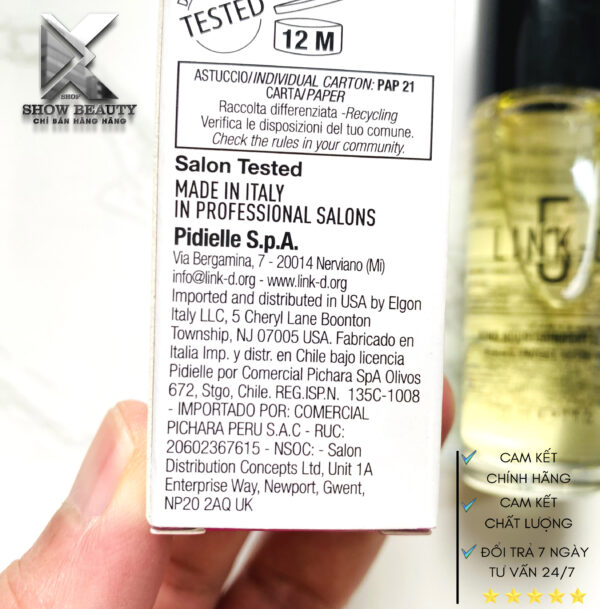 TESTED
12 M
SHOP
SHOW BEAUTY
CHỈ BÁN HÀNG HÃNG
ASTUCCIO/INDIVIDUAL CARTON: PAP 21
CARTA/PAPER
Raccolta differenziata -Recycling
Verifica le disposizioni del tuo comune.
Check the rules in your community.
Salon Tested
MADE IN ITALY
IN PROFESSIONAL SALONS
Pidielle S.p.A.
Via Bergamina, 7 - 20014 Nerviano (Mi)
info@link-d.org - www.link-d.org
Imported and distributed in USA by Elgon
Italy LLC, 5 Cheryl Lane Boonton
Township, NJ 07005 USA. Fabricado en
Italia Imp. y distr. en Chile bajo licencia
Pidielle por Comercial Pichara SpA Olivos
672, Stgo, Chile. REG.ISP.N. 135C-1008
- IMPORTADO POR: COMERCIAL
PICHARA PERU S.A.C - RUC:
20602367615 - NSOC: - Salon
Distribution Concepts Ltd, Unit 1A
Enterprise Way, Newport, Gwent,
NP20 2AQ UK
5
LINK-D
CAM KẾT
CHÍNH HÃNG
CAM KẾT
CHẤT LƯỢNG
ĐỔI TRẢ 7 NGÀY
TƯ VẤN 24/7